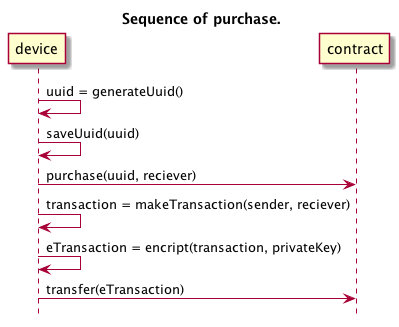 Sequence of purchase.
device
contract
uuid = generateUuid()
saveUuid(uuid)
purchase(uuid, reciever)
transaction = makeTransaction(sender, reciever)
eTransaction = encript(transaction, privateKey)
transfer(eTransaction)